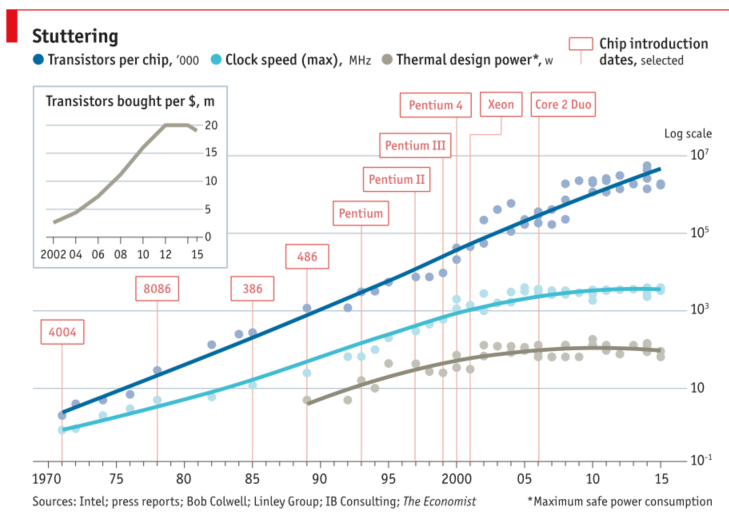 Stuttering
Transistors per chip, ’000
Clock speed (max), MHz
Thermal design power*, w
Chip introduction
dates, selected
Transistors bought per $, m
20
15
10
5
0
2002 04 06 08 10 12 14 15
Pentium 4
Xeon
Core 2 Duo
Pentium III
Pentium II
Pentium
486
386
8086
4004
Log scale
10⁷
10⁵
10³
10
10⁻¹
1970 75 80 85 90 95 2000 05 10 15
Sources: Intel; press reports; Bob Colwell; Linley Group; IB Consulting; The Economist
*Maximum safe power consumption